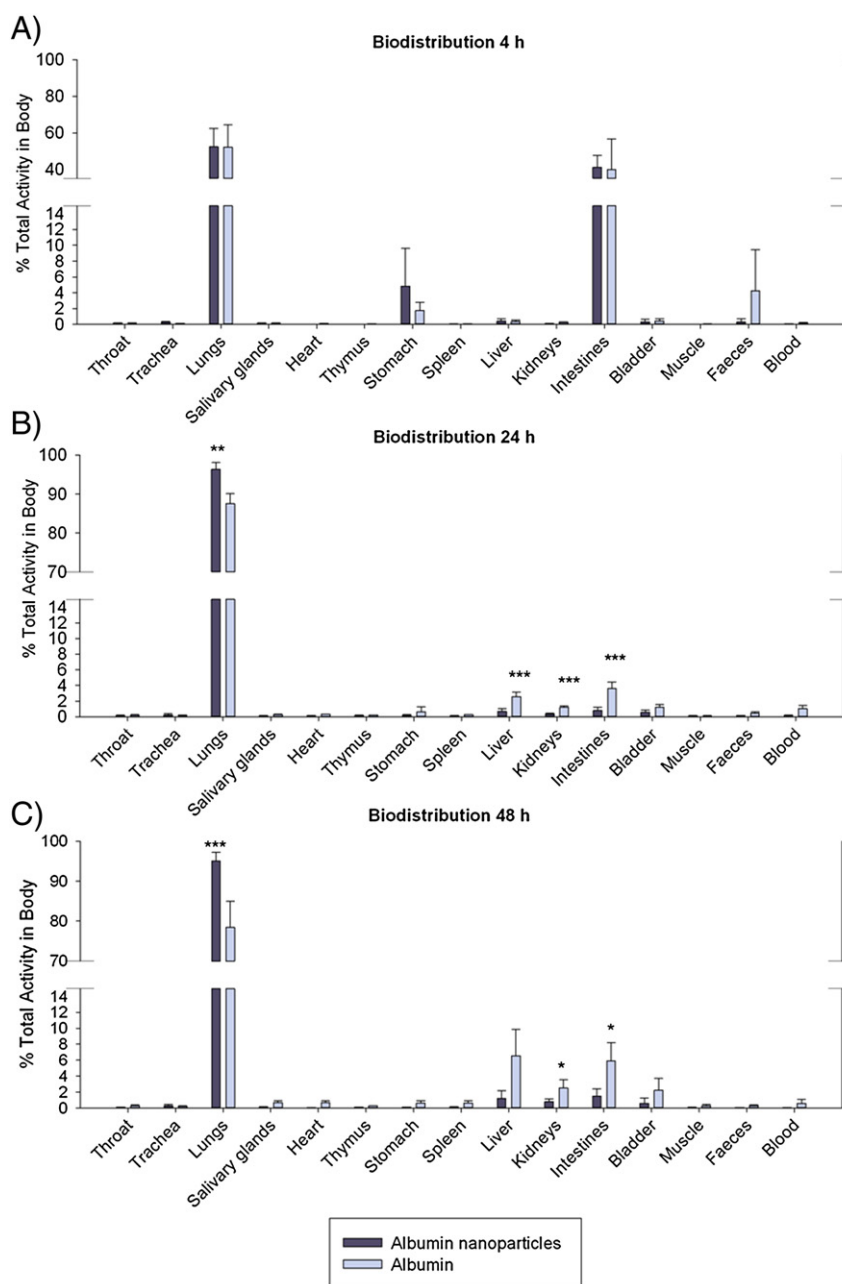 A)
Biodistribution 4 h
% Total Activity in Body
100
80
60
40
14
12
10
8
6
4
2
0
Throat
Trachea
Lungs
Salivary glands
Heart
Thymus
Stomach
Spleen
Liver
Kidneys
Intestines
Bladder
Muscle
Faeces
Blood
B)
Biodistribution 24 h
% Total Activity in Body
100
90
80
70
14
12
10
8
6
4
2
0
**
***
***
***
Throat
Trachea
Lungs
Salivary glands
Heart
Thymus
Stomach
Spleen
Liver
Kidneys
Intestines
Bladder
Muscle
Faeces
Blood
C)
Biodistribution 48 h
% Total Activity in Body
100
90
80
70
14
12
10
8
6
4
2
0
***
*
*
Throat
Trachea
Lungs
Salivary glands
Heart
Thymus
Stomach
Spleen
Liver
Kidneys
Intestines
Bladder
Muscle
Faeces
Blood
Albumin nanoparticles
Albumin